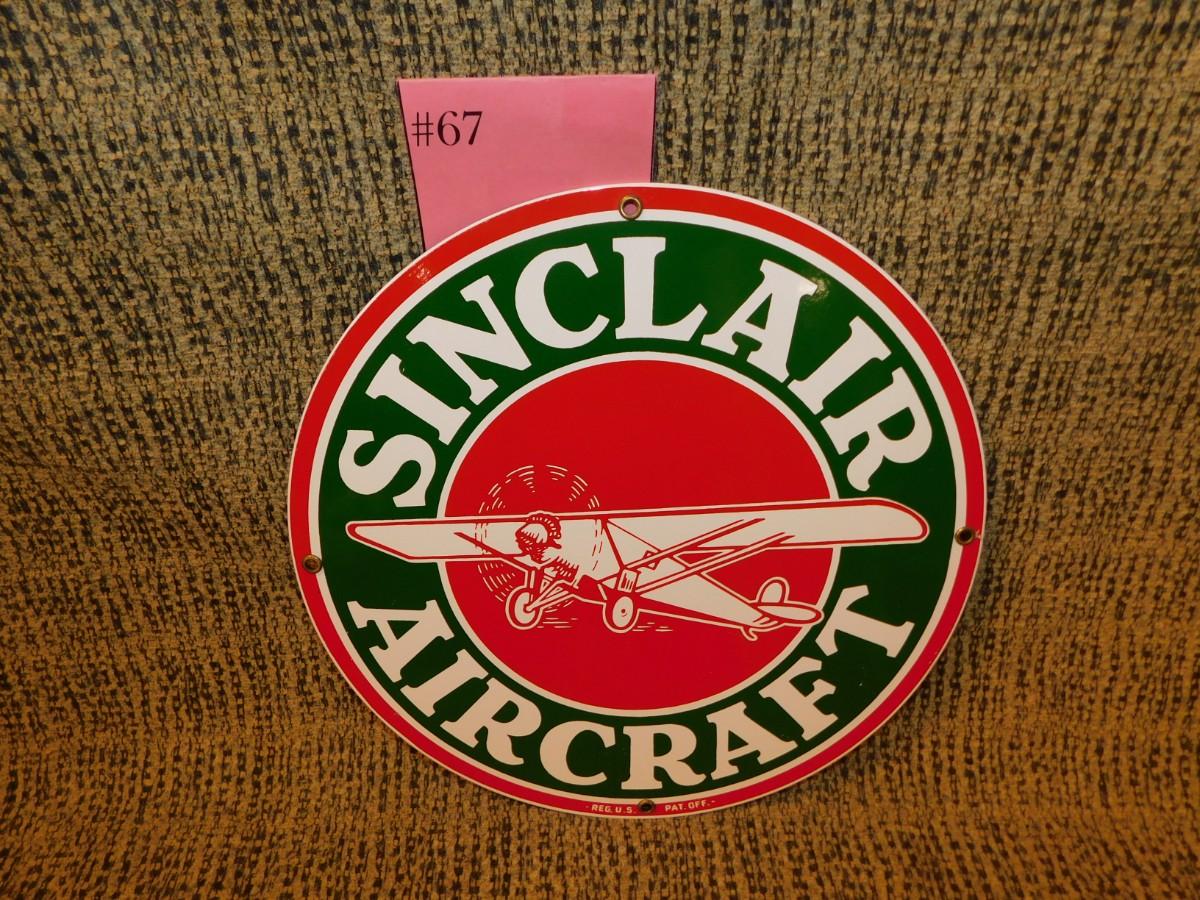 #67
SINCLAIR
AIRCRAFT
- REG. U.S. PAT. OFF. -